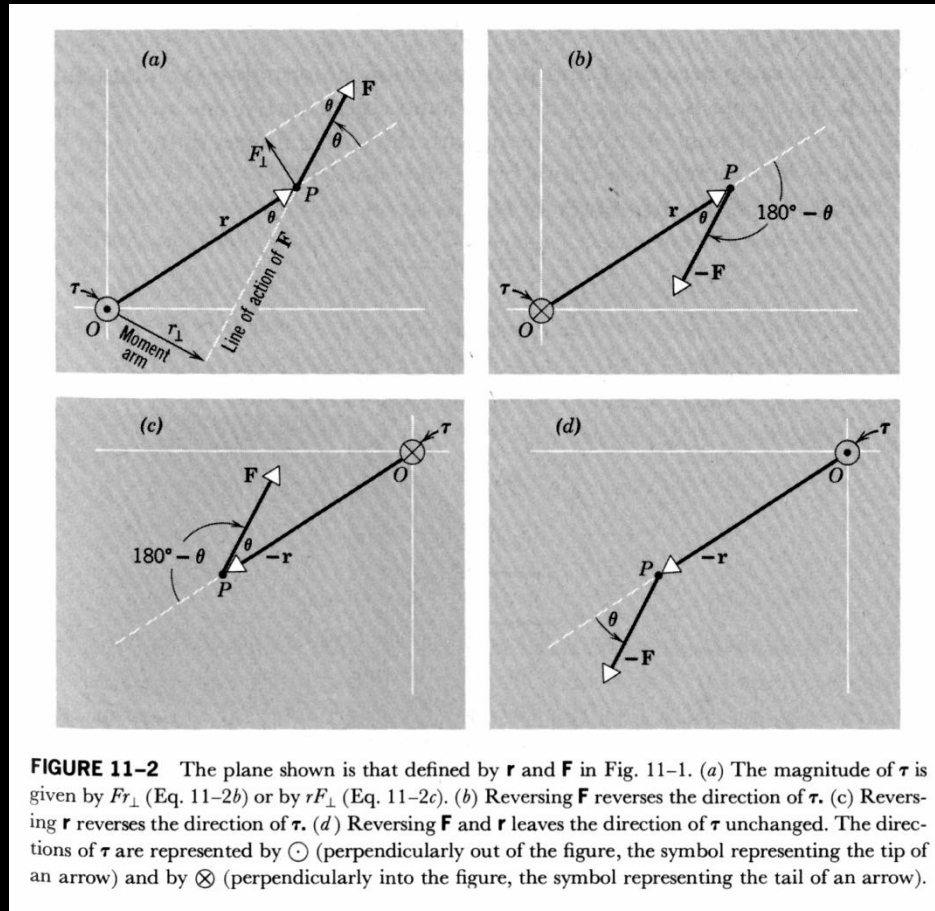 (a)
F
θ
θ
F⊥
P
r
θ
Line of action of F
τ
O
r⊥
Moment
arm
(b)
P
r
θ
180° − θ
−F
τ
O
(c)
τ
F
O
180° − θ
θ
−r
P
(d)
τ
O
−r
P
θ
−F
FIGURE 11–2 The plane shown is that defined by r and F in Fig. 11–1. (a) The magnitude of τ is
given by Fr⊥ (Eq. 11–2b) or by rF⊥ (Eq. 11–2c). (b) Reversing F reverses the direction of τ. (c) Revers-
ing r reverses the direction of τ. (d) Reversing F and r leaves the direction of τ unchanged. The direc-
tions of τ are represented by ⊙ (perpendicularly out of the figure, the symbol representing the tip of
an arrow) and by ⊗ (perpendicularly into the figure, the symbol representing the tail of an arrow).